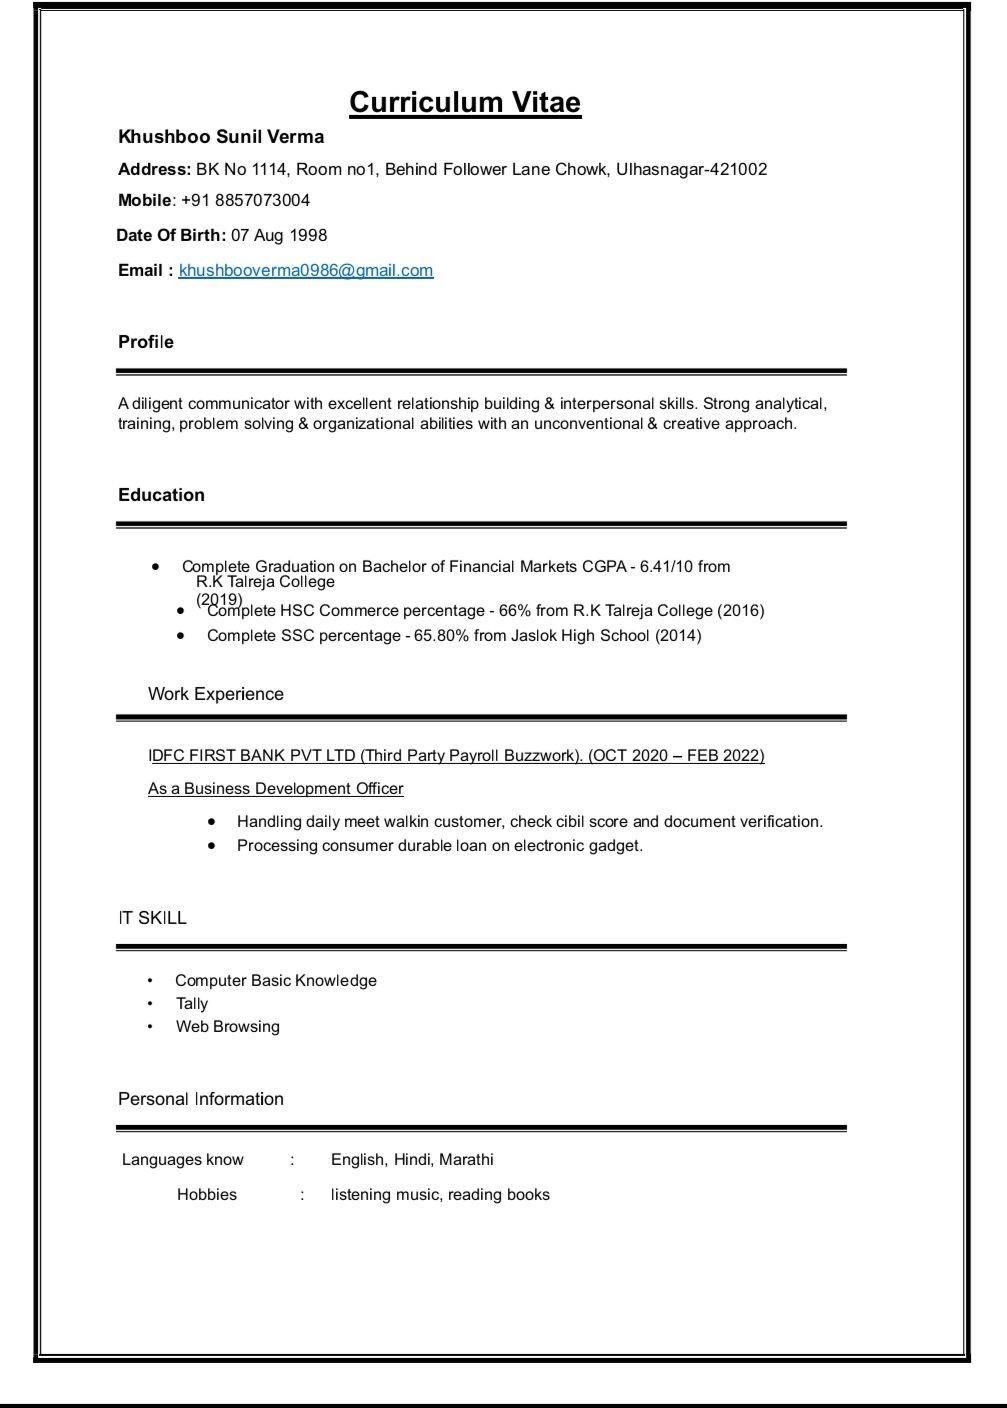 Curriculum Vitae
Khushboo Sunil Verma
Address: BK No 1114, Room no1, Behind Follower Lane Chowk, Ulhasnagar-421002
Mobile: +91 8857073004
Date Of Birth: 07 Aug 1998
Email : khushbooverma0986@gmail.com
Profile
A diligent communicator with excellent relationship building & interpersonal skills. Strong analytical,
training, problem solving & organizational abilities with an unconventional & creative approach.
Education
• Complete Graduation on Bachelor of Financial Markets CGPA - 6.41/10 from
R.K Talreja College
(2019)
• Complete HSC Commerce percentage - 66% from R.K Talreja College (2016)
• Complete SSC percentage - 65.80% from Jaslok High School (2014)
Work Experience
IDFC FIRST BANK PVT LTD (Third Party Payroll Buzzwork). (OCT 2020 – FEB 2022)
As a Business Development Officer
• Handling daily meet walkin customer, check cibil score and document verification.
• Processing consumer durable loan on electronic gadget.
IT SKILL
• Computer Basic Knowledge
• Tally
• Web Browsing
Personal Information
Languages know : English, Hindi, Marathi
Hobbies : listening music, reading books